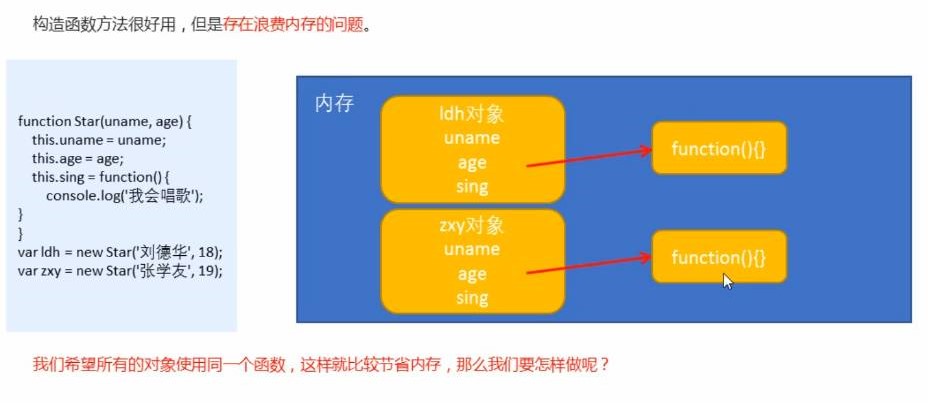 构造函数方法很好用，但是存在浪费内存的问题。
function Star(uname, age) {
this.uname = uname;
this.age = age;
this.sing = function() {
console.log('我会唱歌');
}
}
var ldh = new Star('刘德华', 18);
var zxy = new Star('张学友', 19);
内存
ldh对象
uname
age
sing
function(){}
zxy对象
uname
age
sing
function(){}
我们希望所有的对象使用同一个函数，这样就比较节省内存，那么我们要怎样做呢？